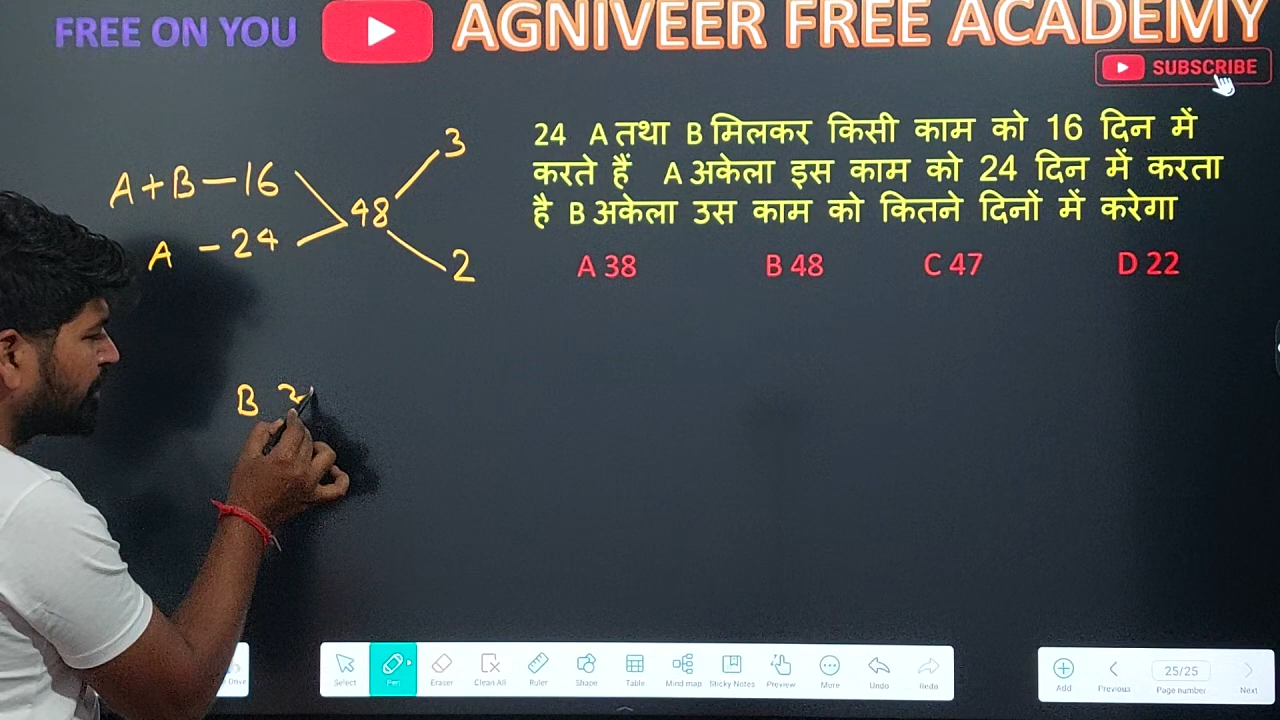 FREE ON YOU
AGNIVEER FREE ACADEMY
SUBSCRIBE
24 A तथा B मिलकर किसी काम को 16 दिन में
करते हैं A अकेला इस काम को 24 दिन में करता
है B अकेला उस काम को कितने दिनों में करेगा
A 38 B 48 C 47 D 22
A+B-16
A - 24
48
3
2
B
Select Pen Eraser Clean All Ruler Shape Table Mind map Sticky Notes Preview More Undo Redo
Add Previous 25/25 Page number Next